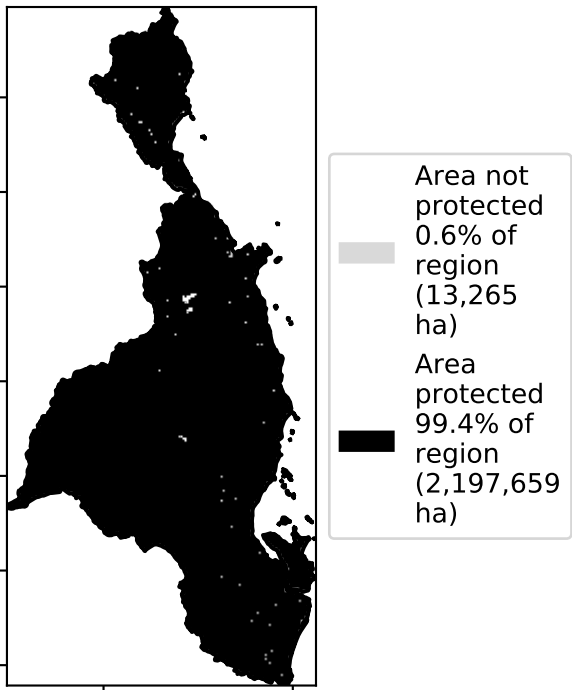 Area not
protected
0.6% of
region
(13,265
ha)
Area
protected
99.4% of
region
(2,197,659
ha)